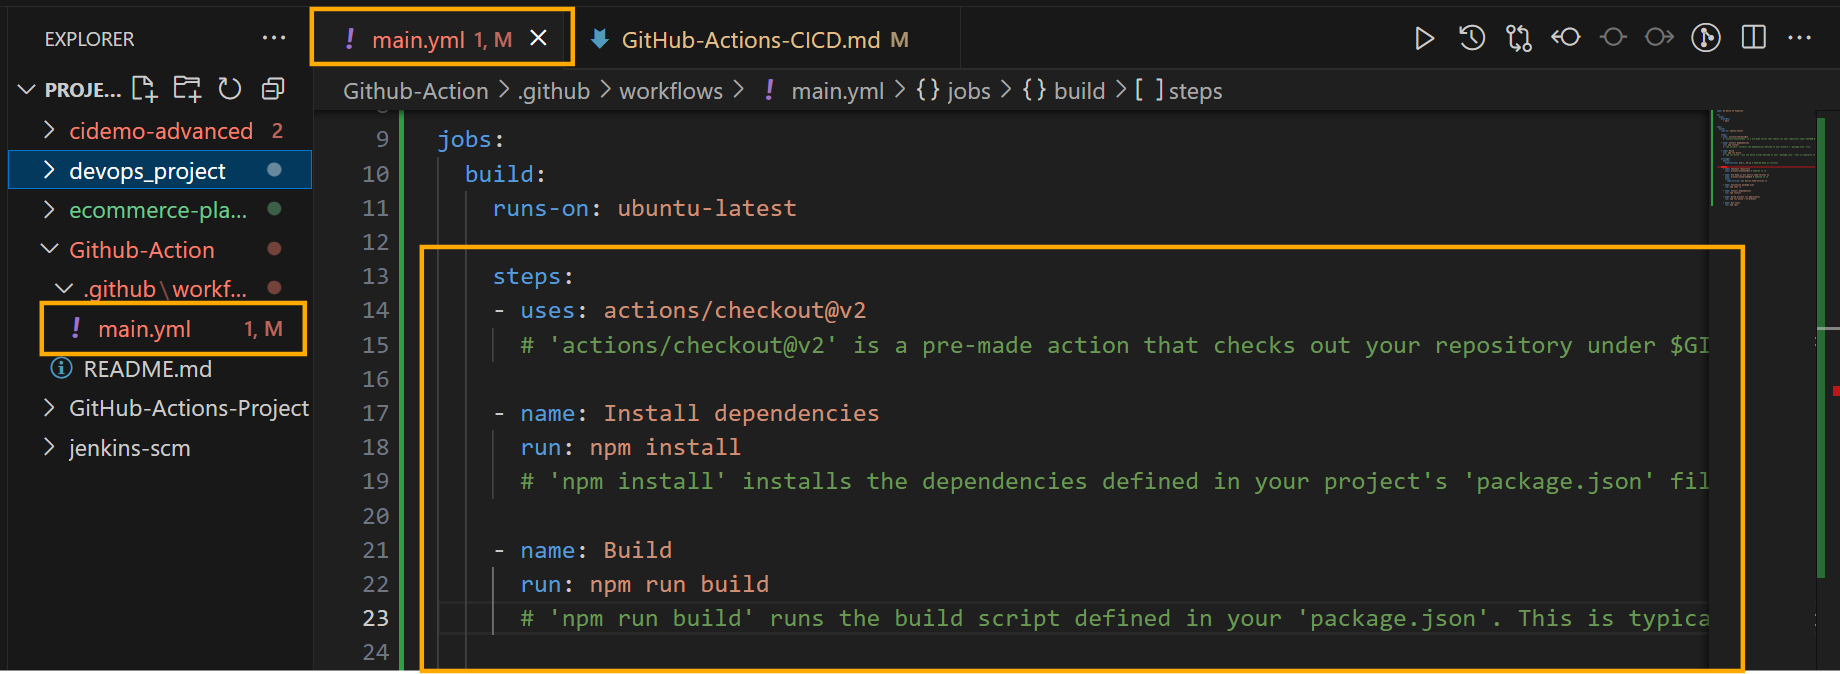 EXPLORER ...
PROJE...
cidemo-advanced 2
devops_project
ecommerce-pla...
Github-Action
.github\workf...
! main.yml 1, M
README.md
GitHub-Actions-Project
jenkins-scm
! main.yml 1, M
GitHub-Actions-CICD.md M
Github-Action > .github > workflows > ! main.yml > {} jobs > {} build > [ ] steps
9 jobs:
10 build:
11 runs-on: ubuntu-latest
12
13 steps:
14 - uses: actions/checkout@v2
15 # 'actions/checkout@v2' is a pre-made action that checks out your repository under $GI
16
17 - name: Install dependencies
18 run: npm install
19 # 'npm install' installs the dependencies defined in your project's 'package.json' fil
20
21 - name: Build
22 run: npm run build
23 # 'npm run build' runs the build script defined in your 'package.json'. This is typica
24